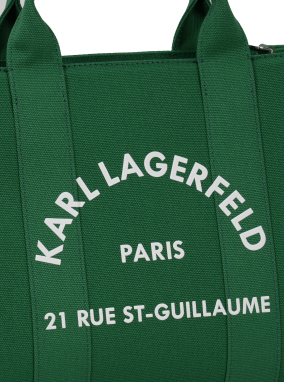 KARL LAGERFELD
PARIS
21 RUE ST-GUILLAUME